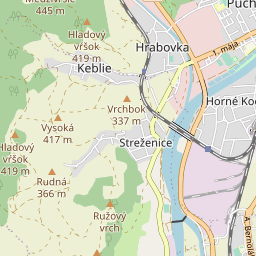 445 m
Púch
Hladový
vŕšok
419 m
Hrabovka
1. mája
Keblie
Vrchbok
337 m
Horné Ko
Vysoká
417 m
Streženice
Hladový
vŕšok
419 m
Rudná
366 m
Ružový
vrch
A. Bernolá